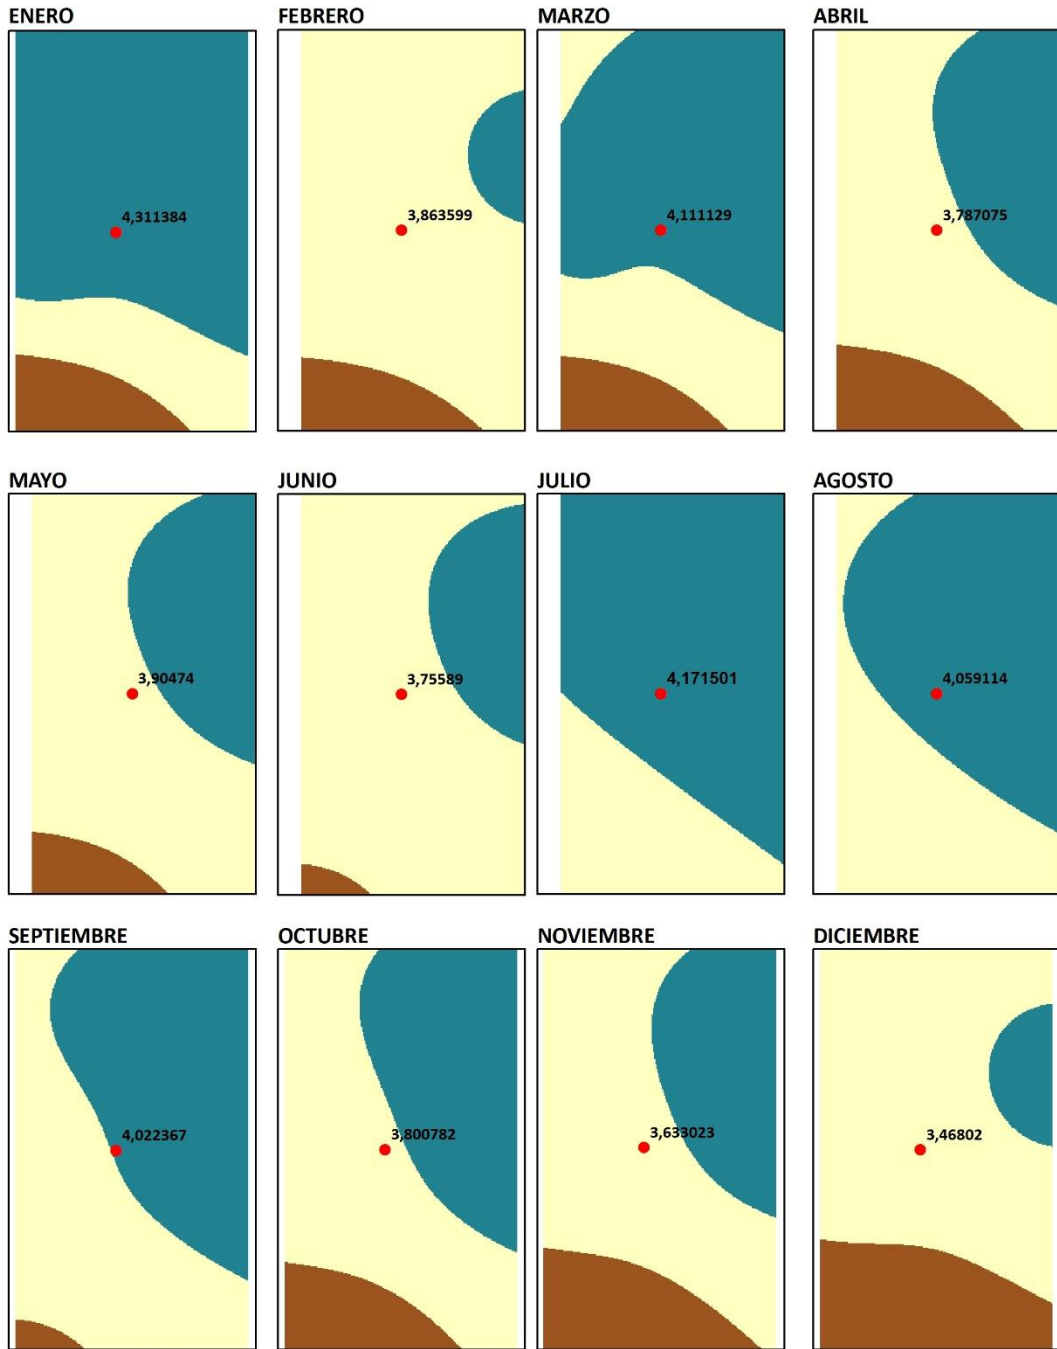 ENERO
FEBRERO
MARZO
ABRIL
4,311384
3,863599
4,111129
3,787075
MAYO
JUNIO
JULIO
AGOSTO
3,90474
3,75589
4,171501
4,059114
SEPTIEMBRE
OCTUBRE
NOVIEMBRE
DICIEMBRE
4,022367
3,800782
3,633023
3,46802